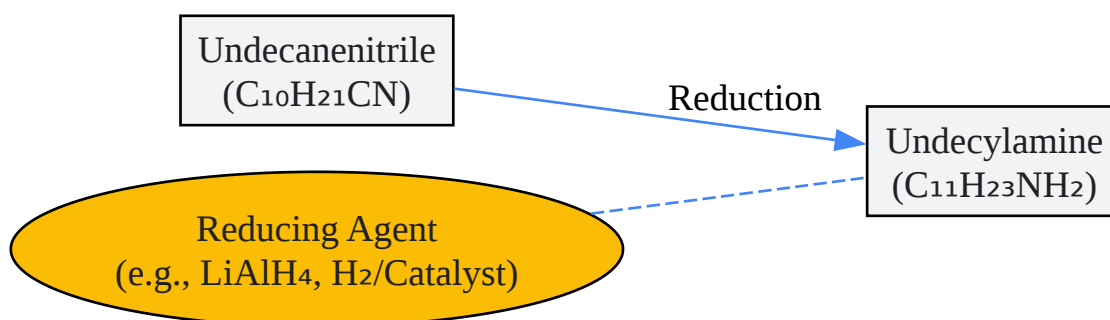 Undecanenitrile
(C₁₀H₂₁CN)
Reduction
Undecylamine
(C₁₁H₂₃NH₂)
Reducing Agent
(e.g., LiAlH₄, H₂/Catalyst)